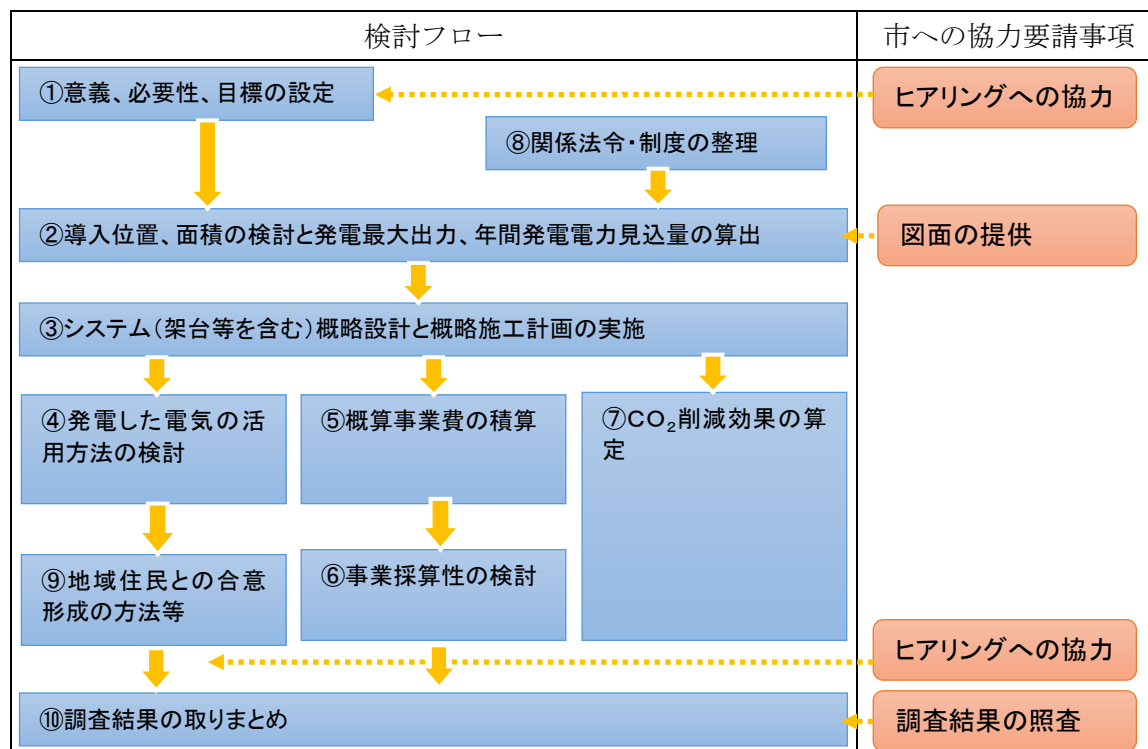 検討フロー
市への協力要請事項
①意義、必要性、目標の設定
ヒアリングへの協力
⑧関係法令・制度の整理
②導入位置、面積の検討と発電最大出力、年間発電電力見込量の算出
図面の提供
③システム(架台等を含む)概略設計と概略施工計画の実施
④発電した電気の活
用方法の検討
⑤概算事業費の積算
⑦CO₂削減効果の算
定
⑨地域住民との合意
形成の方法等
⑥事業採算性の検討
ヒアリングへの協力
⑩調査結果の取りまとめ
調査結果の照査